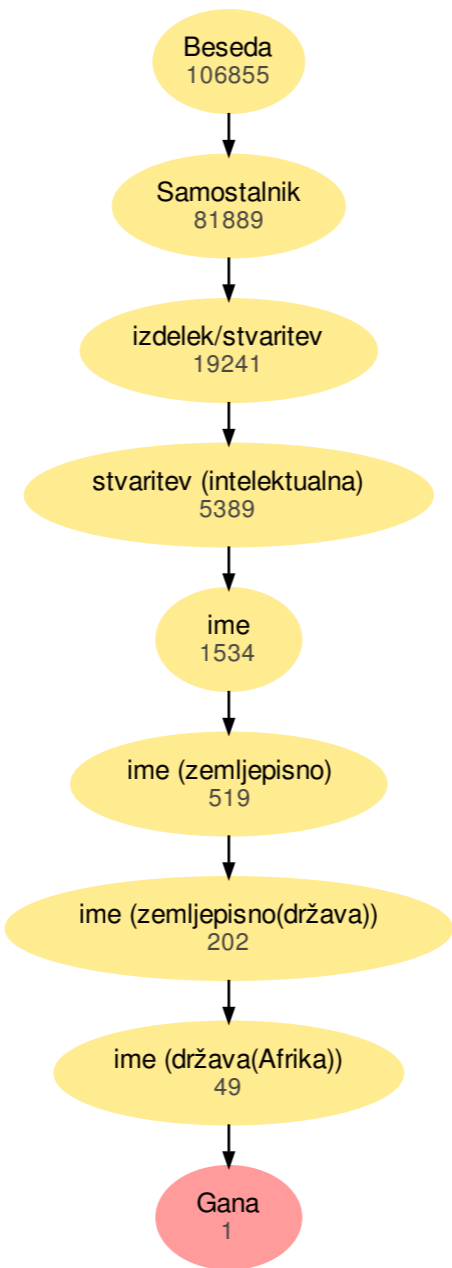 Beseda
106855
Samostalnik
81889
izdelek/stvaritev
19241
stvaritev (intelektualna)
5389
ime
1534
ime (zemljepisno)
519
ime (zemljepisno(država))
202
ime (država(Afrika))
49
Gana
1